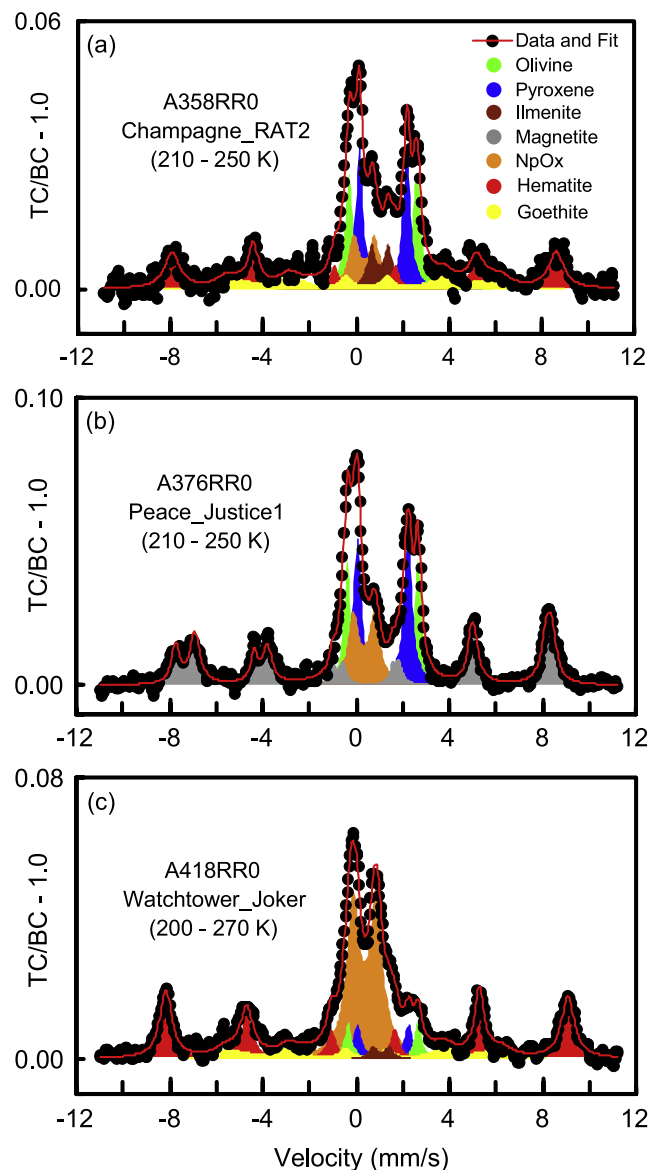 0.06
(a)
A358RR0
Champagne_RAT2
(210 - 250 K)
Data and Fit
Olivine
Pyroxene
Ilmenite
Magnetite
NpOx
Hematite
Goethite
TC/BC - 1.0
0.00
-12 -8 -4 0 4 8 12
0.10
(b)
A376RR0
Peace_Justice1
(210 - 250 K)
TC/BC - 1.0
0.00
-12 -8 -4 0 4 8 12
0.08
(c)
A418RR0
Watchtower_Joker
(200 - 270 K)
TC/BC - 1.0
0.00
-12 -8 -4 0 4 8 12
Velocity (mm/s)